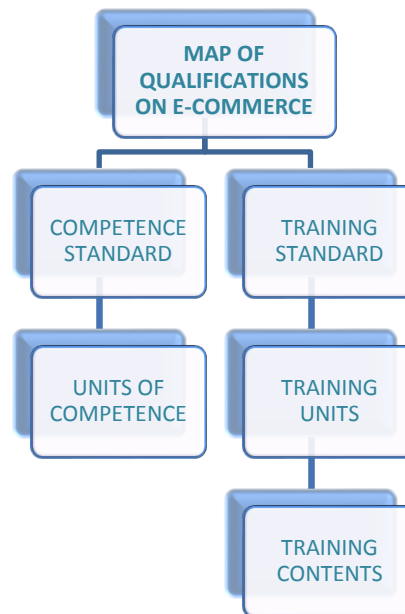 MAP OF
QUALIFICATIONS
ON E-COMMERCE
COMPETENCE
STANDARD
TRAINING
STANDARD
UNITS OF
COMPETENCE
TRAINING
UNITS
TRAINING
CONTENTS